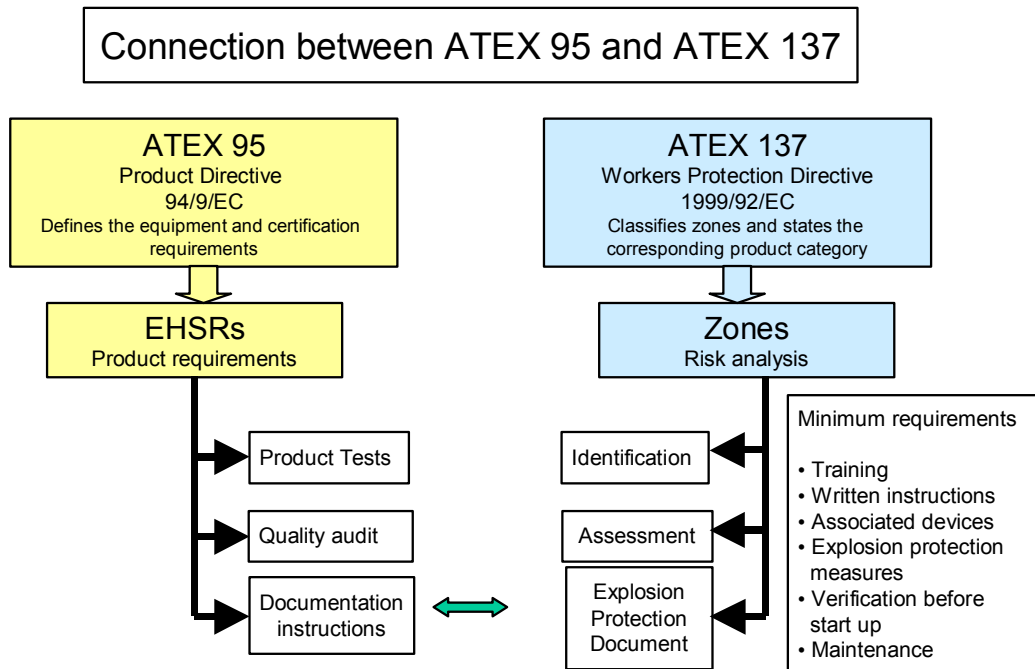 Connection between ATEX 95 and ATEX 137
ATEX 95
Product Directive
94/9/EC
Defines the equipment and certification
requirements
EHSRs
Product requirements
Product Tests
Quality audit
Documentation
instructions
ATEX 137
Workers Protection Directive
1999/92/EC
Classifies zones and states the
corresponding product category
Zones
Risk analysis
Identification
Assessment
Explosion
Protection
Document
Minimum requirements
• Training
• Written instructions
• Associated devices
• Explosion protection
measures
• Verification before
start up
• Maintenance